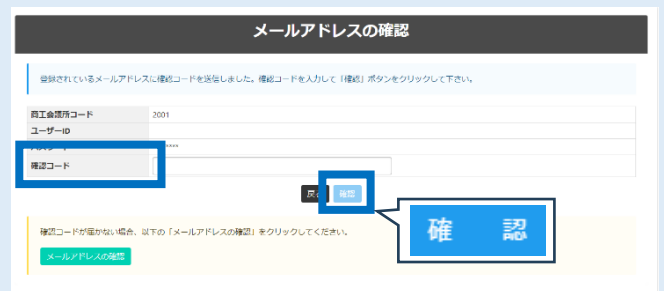 メールアドレスの確認
登録されているメールアドレスに確認コードを送信しました。確認コードを入力して「確認」ボタンをクリックして下さい。
商工会議所コード 2001
ユーザーID
確認コード
確認
確 認
確認コードが届かない場合、以下の「メールアドレスの確認」をクリックしてください。
メールアドレスの確認